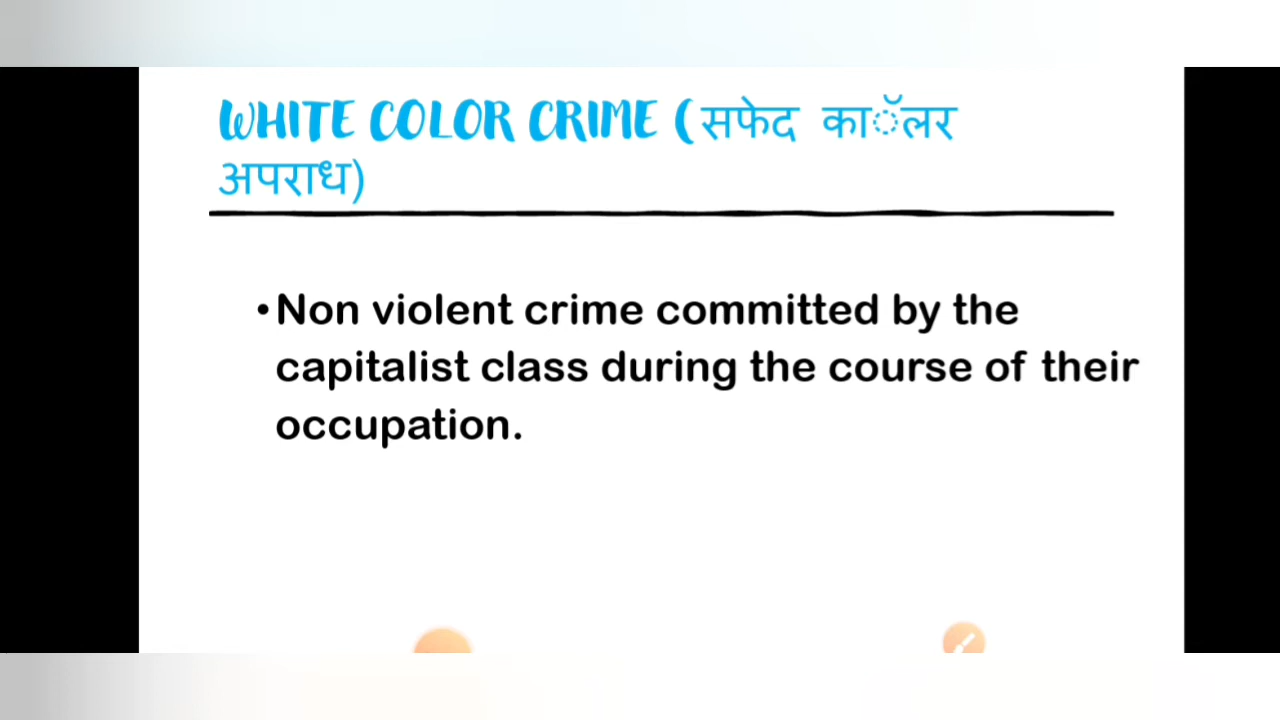 WHITE COLOR CRIME (सफेद काॅलर
अपराध)
•Non violent crime committed by the
capitalist class during the course of their
occupation.